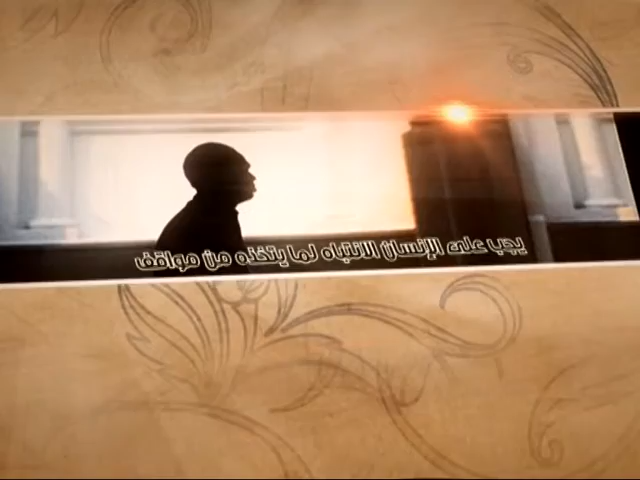 يجب على الإنسان الانتباه لما يتخذه من مواقف